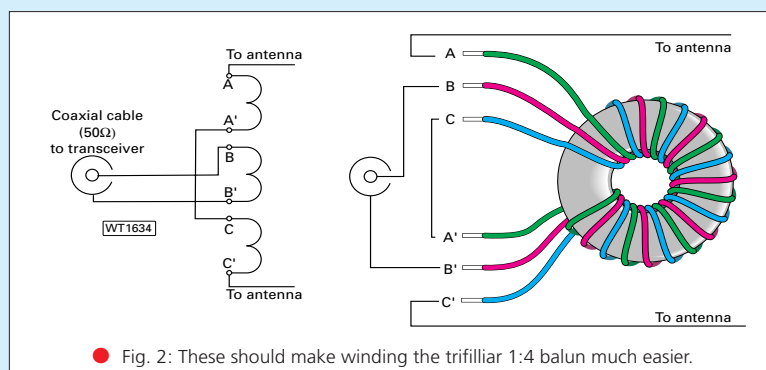 To antenna
A
Coaxial cable
(50Ω)
to transceiver
A'
B
B'
WT1634
C
C'
To antenna
To antenna
A
B
C
A'
B'
C'
To antenna
Fig. 2: These should make winding the trifilliar 1:4 balun much easier.